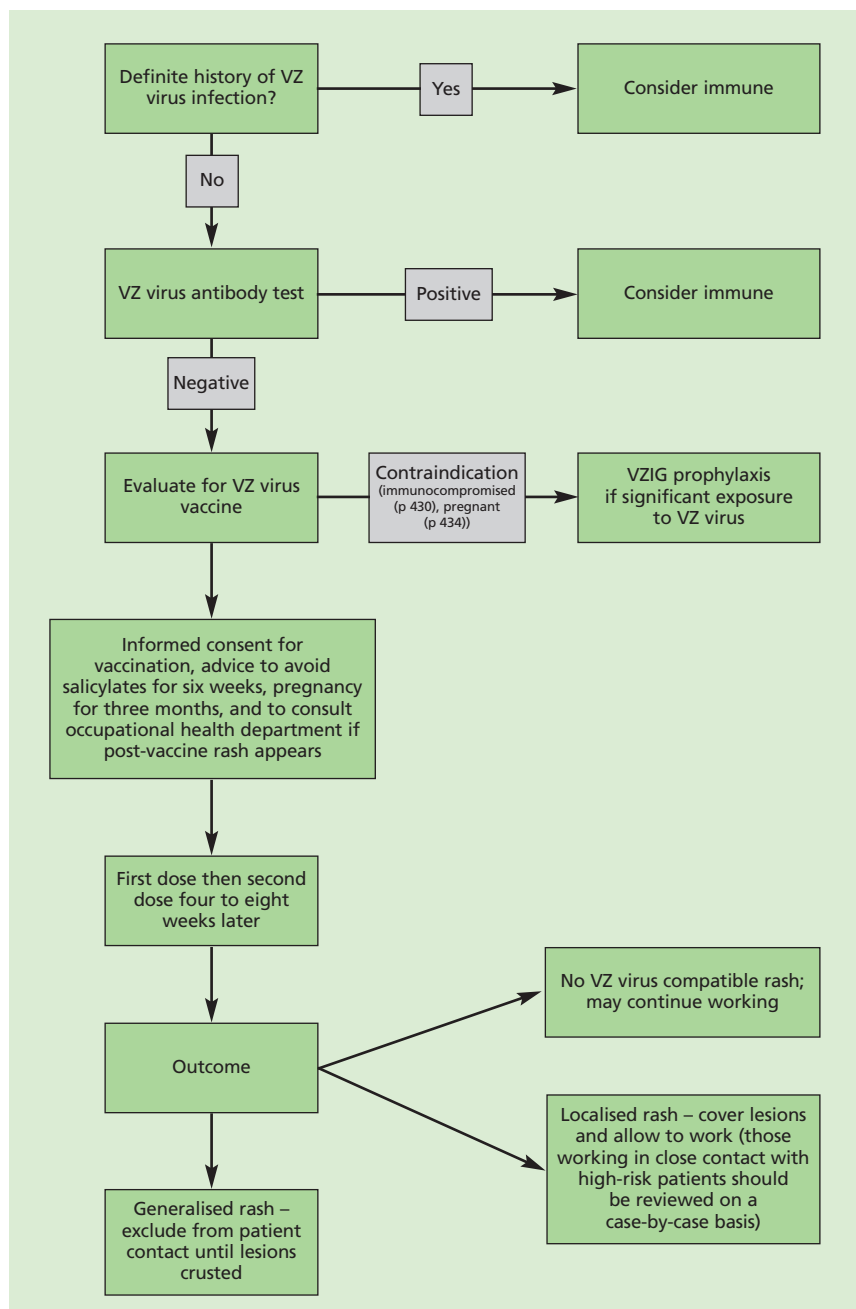 Definite history of VZ
virus infection?
Yes
Consider immune
No
VZ virus antibody test
Positive
Consider immune
Negative
Evaluate for VZ virus
vaccine
Contraindication
(immunocompromised
(p 430), pregnant
(p 434))
VZIG prophylaxis
if significant exposure
to VZ virus
Informed consent for
vaccination, advice to avoid
salicylates for six weeks, pregnancy
for three months, and to consult
occupational health department if
post-vaccine rash appears
First dose then second
dose four to eight
weeks later
No VZ virus compatible rash;
may continue working
Outcome
Localised rash – cover lesions
and allow to work (those
working in close contact with
high-risk patients should
be reviewed on a
case-by-case basis)
Generalised rash –
exclude from patient
contact until lesions
crusted